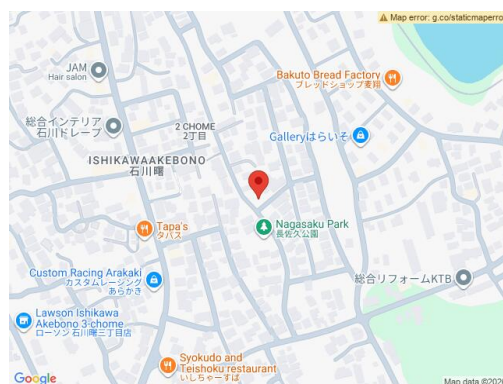 Map error: g.co/staticmaperro
JAM
Hair salon
Bakuto Bread Factory
ブレッドショップ麦翔
総合インテリア
石川ドレープ
2 CHOME
2丁目
Galleryはらいそ
ISHIKAWAAKEBONO
石川曙
Tapa's
タパス
Nagasaku Park
長佐久公園
Custom Racing Arakaki
カスタムレーシング
あらかき
総合リフォームKTB
Lawson Ishikawa
Akebono 3-chome
ローソン 石川曙三丁目店
Syokudo and
Teishoku restaurant
いしちゃーすば
Google
Map data ©202